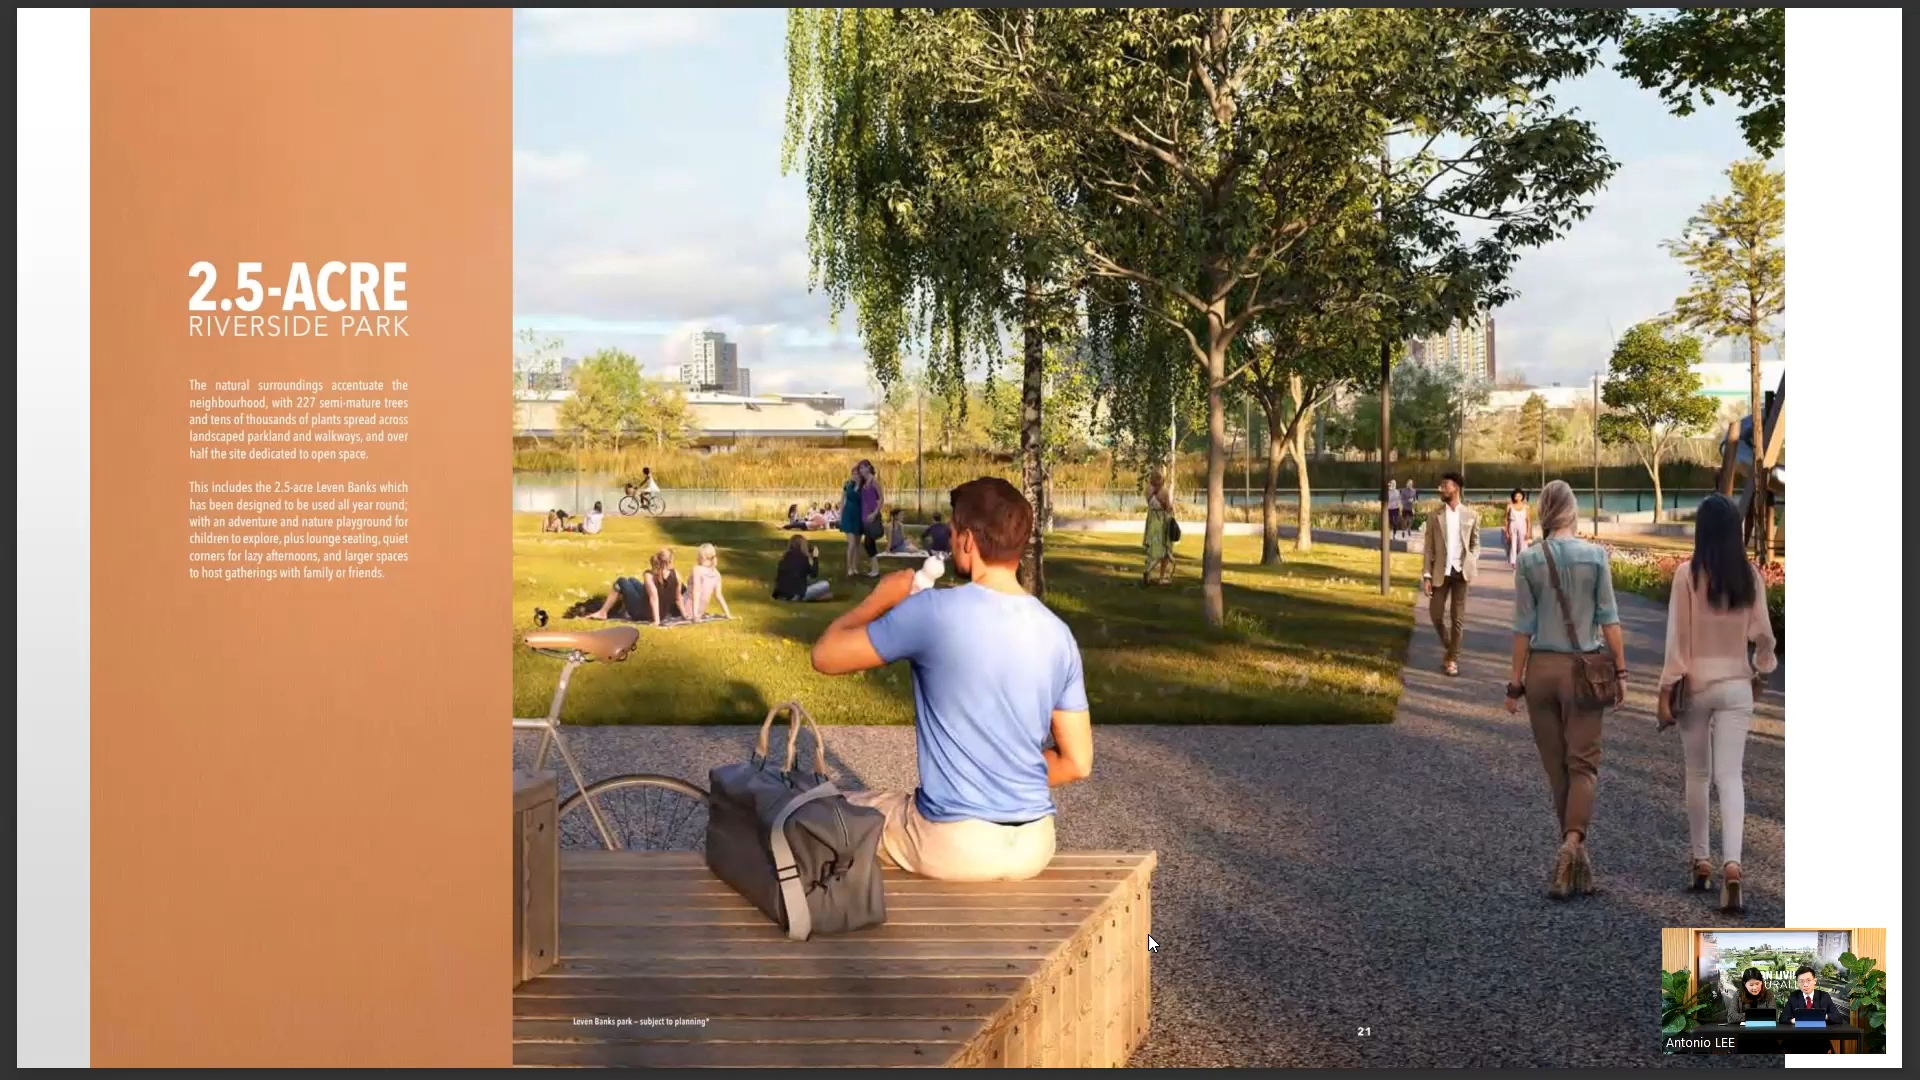 2.5-ACRE
RIVERSIDE PARK
The natural surroundings accentuate the
neighbourhood, with 227 semi-mature trees
and tens of thousands of plants spread across
landscaped parkland and walkways, and over
half the site dedicated to open space.
This includes the 2.5-acre Leven Banks which
has been designed to be used all year round;
with an adventure and nature playground for
children to explore, plus lounge seating, quiet
corners for lazy afternoons, and larger spaces
to host gatherings with family or friends.
Leven Banks park – subject to planning*
21
Antonio LEE